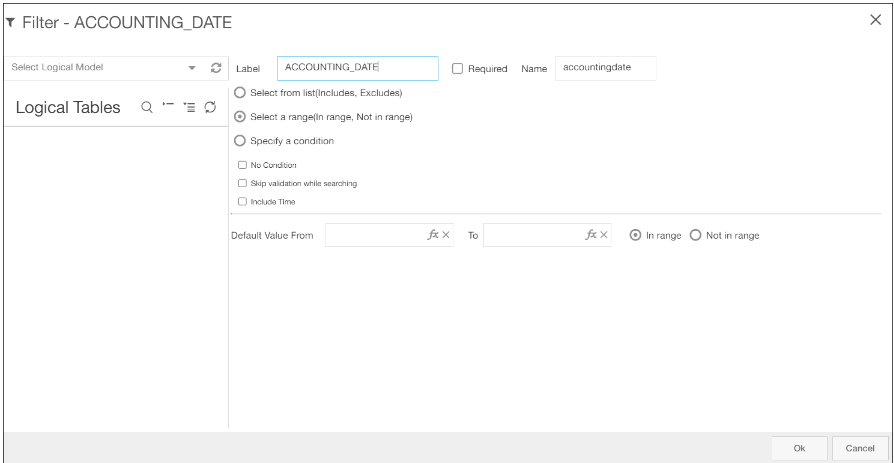 Filter - ACCOUNTING_DATE
Select Logical Model
Label ACCOUNTING_DATE Required Name accountingdate
Logical Tables
Select from list(Includes, Excludes)
Select a range(In range, Not in range)
Specify a condition
No Condition
Skip validation while searching
Include Time
Default Value From fx To fx In range Not in range
Ok Cancel